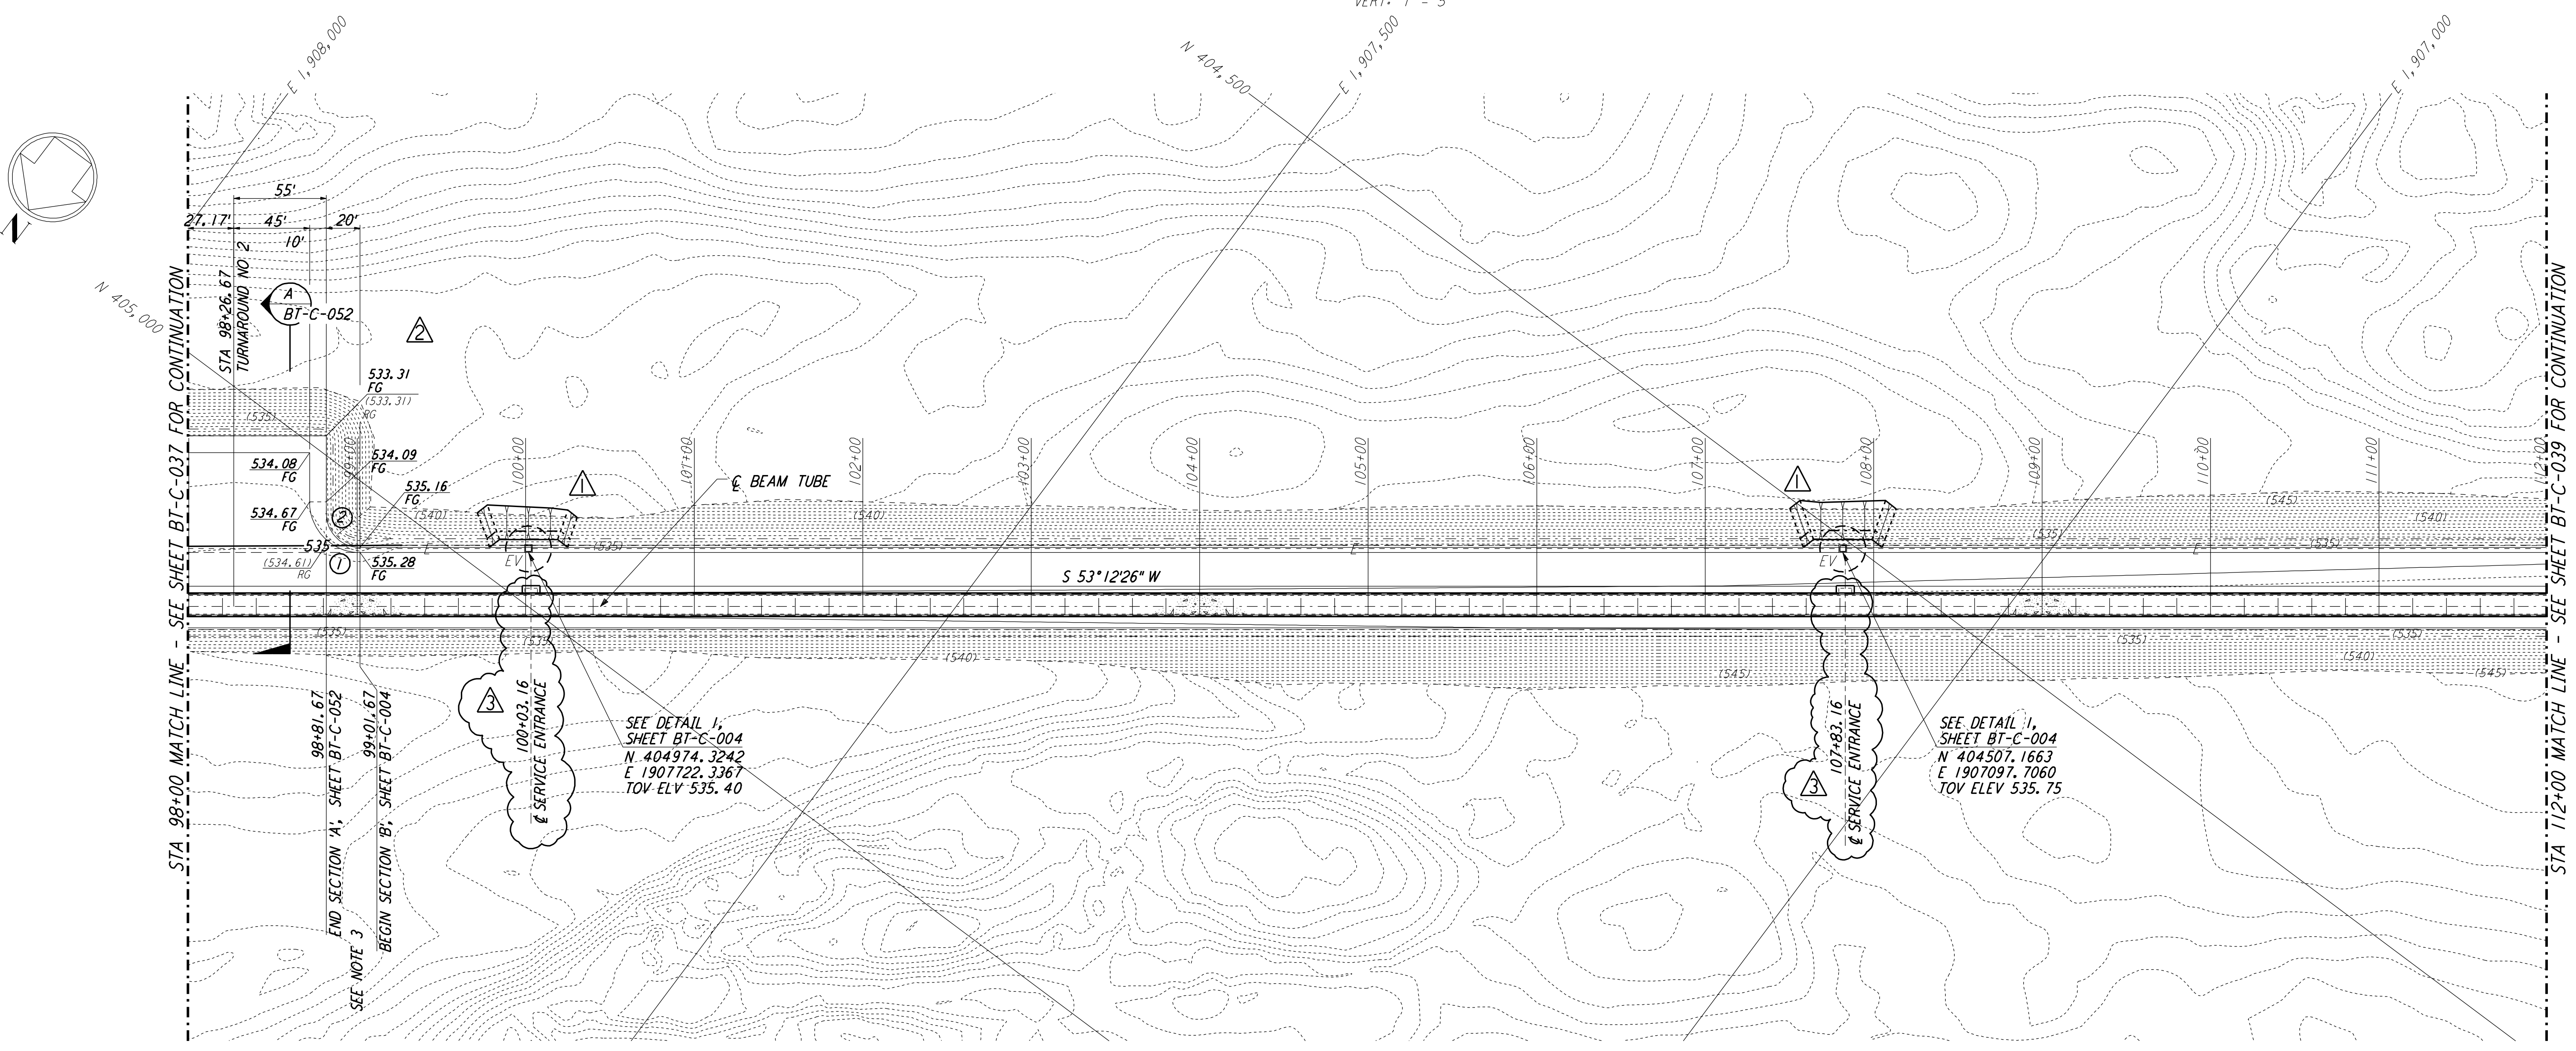 VERT. 1" = 5'
E 1,908,000
N 404,500
E 1,907,500
E 1,907,000
N
N 405,000
55'
27.17'
45'
20'
10'
STA 98+26.67
TURNAROUND NO 2
A
BT-C-052
2
533.31
FG
(533.31)
RG
(535)
534.08
FG
534.09
FG
99+00
535.16
FG
534.67
FG
2
(540)
535
(534.61)
RG
1
535.28
FG
E
1
100+00
EV
(535)
101+00
℄ BEAM TUBE
102+00
(540)
103+00
104+00
105+00
106+00
107+00
1
108+00
EV
E
109+00
(535)
110+00
E
(545)
111+00
(535)
(540)
112+00
S 53°12'26" W
(535)
(535)
(540)
(545)
(535)
(535)
(540)
(545)
STA 98+00 MATCH LINE - SEE SHEET BT-C-037 FOR CONTINUATION
98+81.67
END SECTION 'A', SHEET BT-C-052
99+01.67
BEGIN SECTION 'B', SHEET BT-C-004
SEE NOTE 3
3
100+03.16
℄ SERVICE ENTRANCE
SEE DETAIL 1,
SHEET BT-C-004
N 404974.3242
E 1907722.3367
TOV ELV 535.40
3
107+83.16
℄ SERVICE ENTRANCE
SEE DETAIL 1,
SHEET BT-C-004
N 404507.1663
E 1907097.7060
TOV ELEV 535.75
STA 112+00 MATCH LINE - SEE SHEET BT-C-039 FOR CONTINUATION